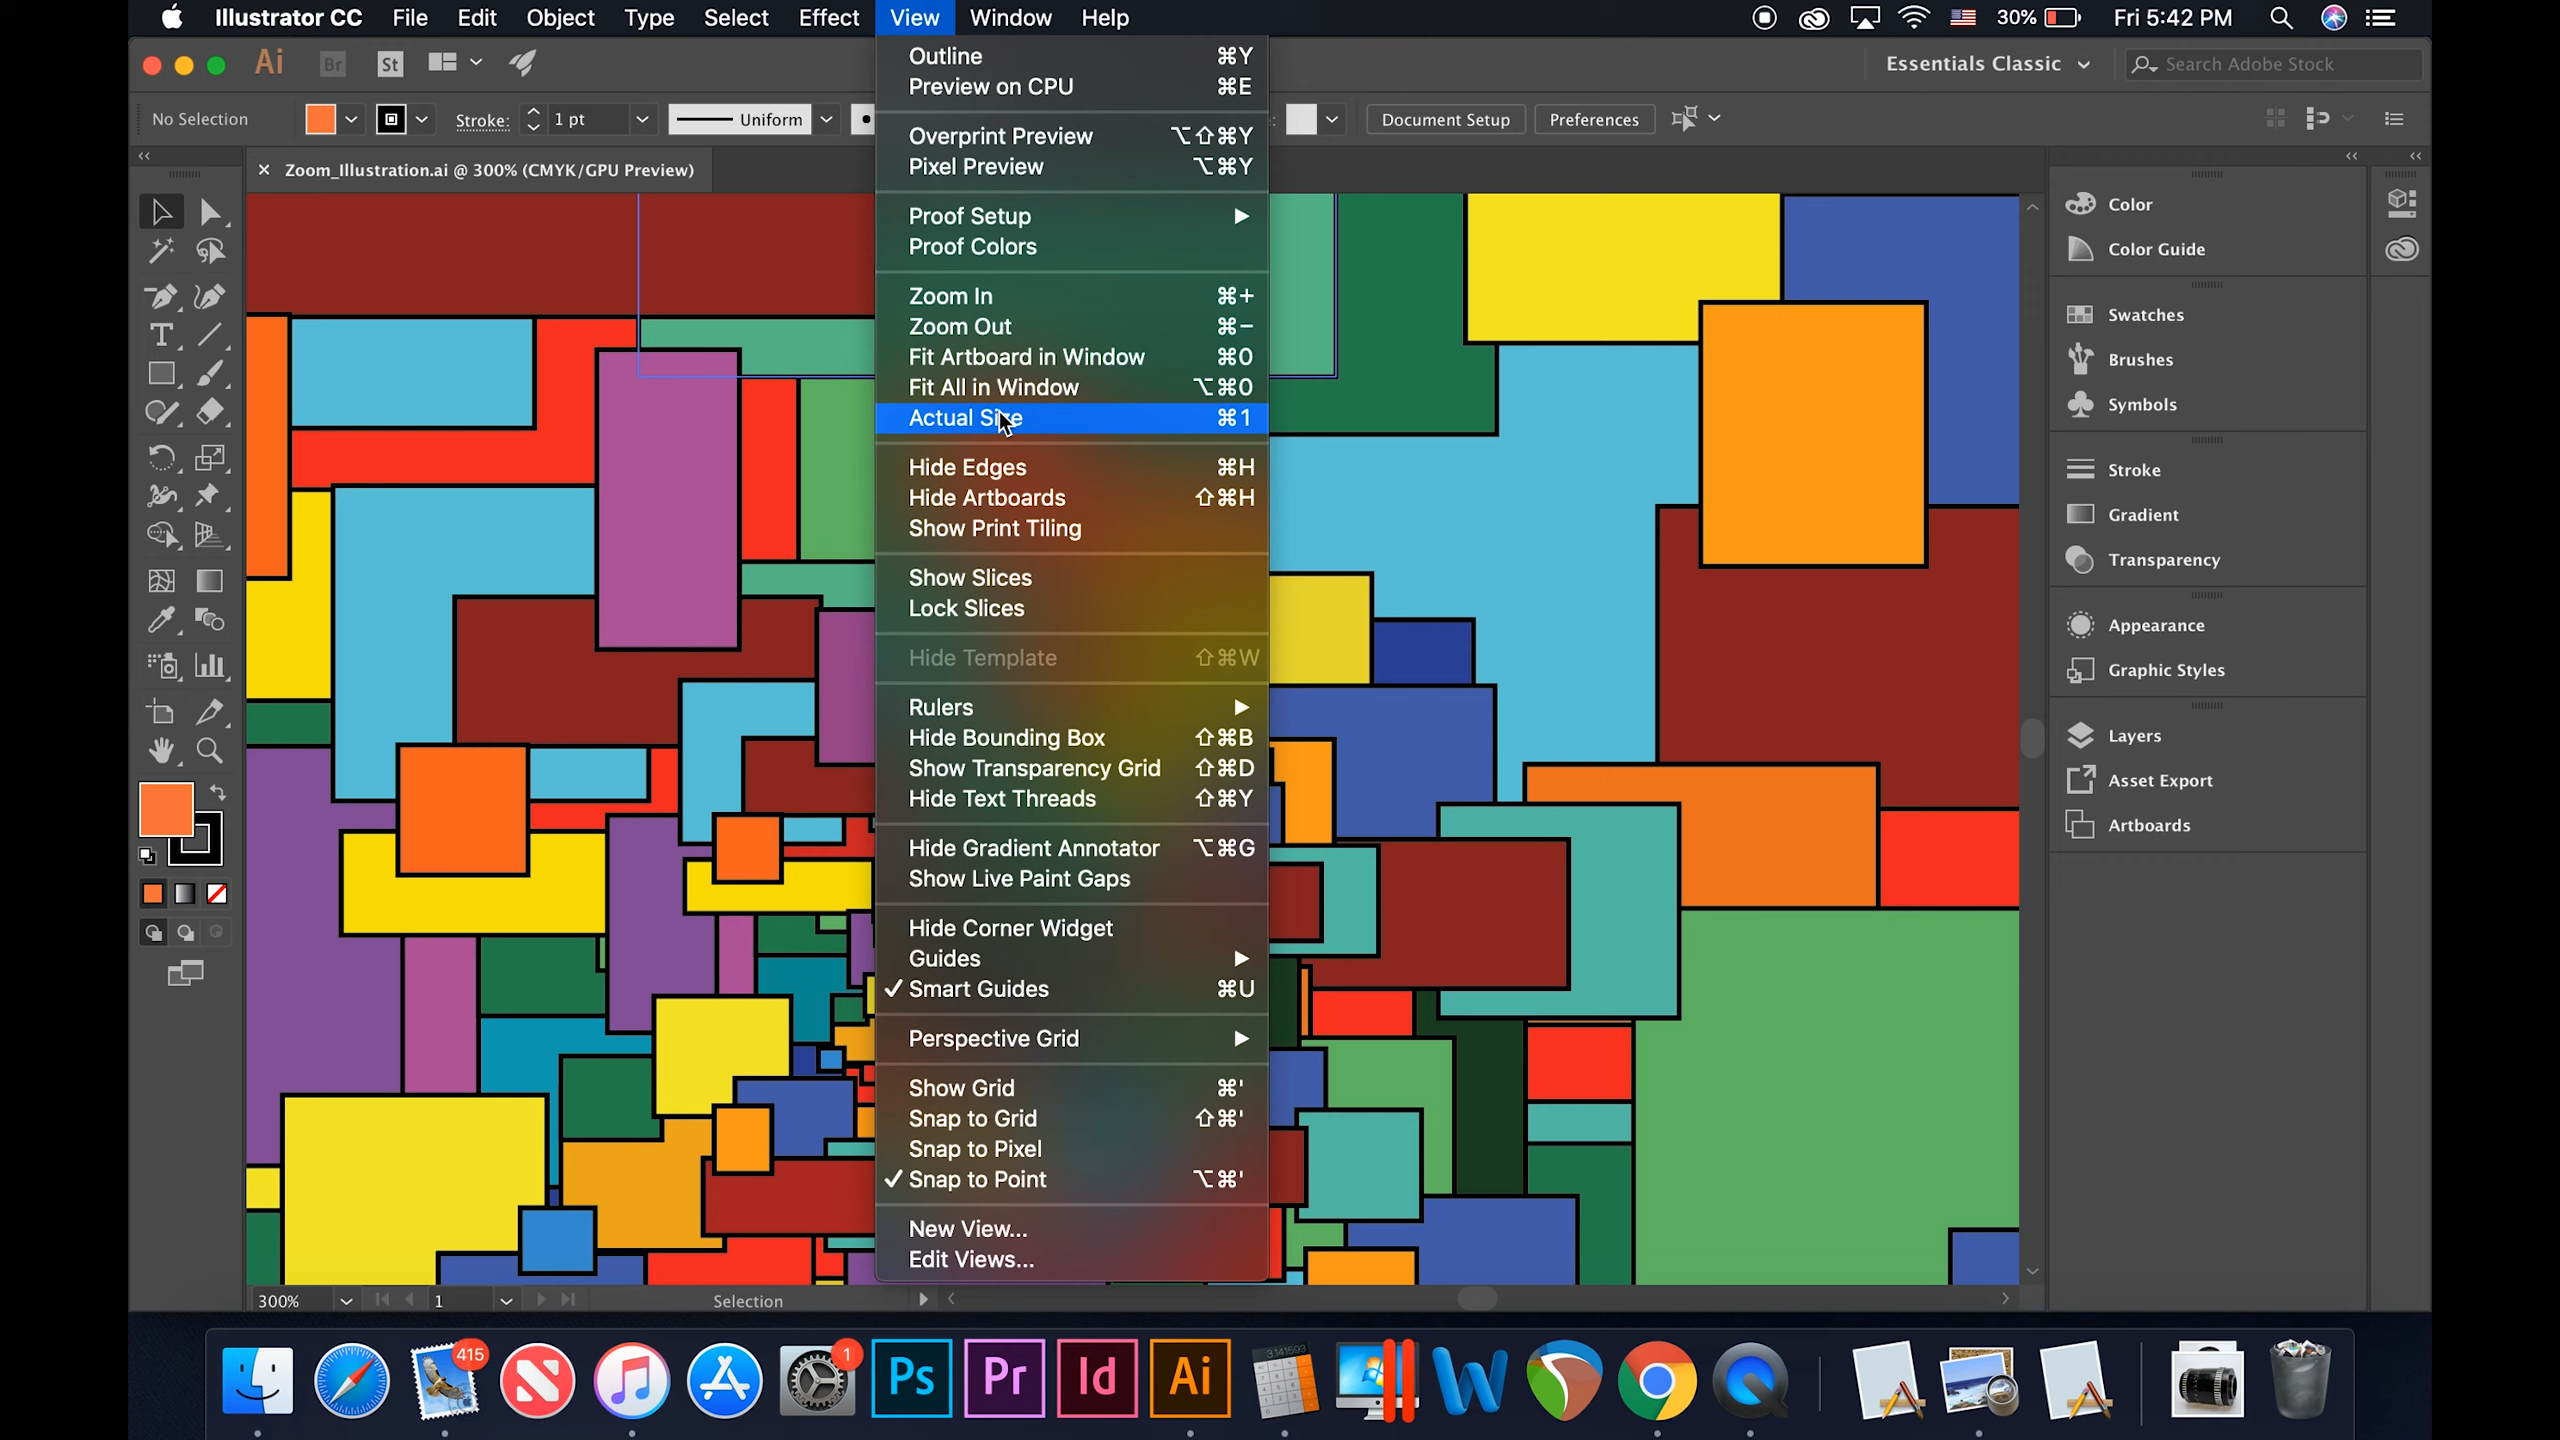 Illustrator CC File Edit Object Type Select Effect View Window Help 30% Fri 5:42 PM
Ai Br St Essentials Classic Search Adobe Stock
No Selection Stroke: 1 pt Uniform Document Setup Preferences
Zoom_Illustration.ai @ 300% (CMYK/GPU Preview)
Outline ⌘Y
Preview on CPU ⌘E
Overprint Preview ⌥⇧⌘Y
Pixel Preview ⌥⌘Y
Proof Setup
Proof Colors
Zoom In ⌘+
Zoom Out ⌘−
Fit Artboard in Window ⌘0
Fit All in Window ⌥⌘0
Actual Size ⌘1
Hide Edges ⌘H
Hide Artboards ⇧⌘H
Show Print Tiling
Show Slices
Lock Slices
Hide Template ⇧⌘W
Rulers
Hide Bounding Box ⇧⌘B
Show Transparency Grid ⇧⌘D
Hide Text Threads ⇧⌘Y
Hide Gradient Annotator ⌥⌘G
Show Live Paint Gaps
Hide Corner Widget
Guides
✓ Smart Guides ⌘U
Perspective Grid
Show Grid ⌘'
Snap to Grid ⇧⌘'
Snap to Pixel
✓ Snap to Point ⌥⌘'
New View...
Edit Views...
Color
Color Guide
Swatches
Brushes
Symbols
Stroke
Gradient
Transparency
Appearance
Graphic Styles
Layers
Asset Export
Artboards
300% 1 Selection
415 1 Ps Pr Id Ai 3.141593